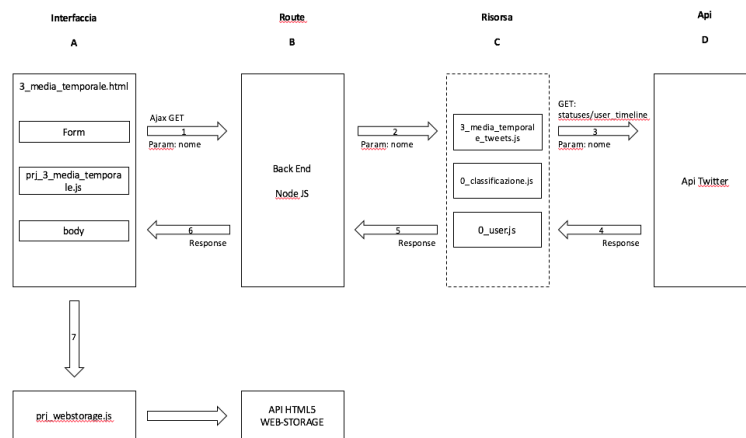 Interfaccia
Route
Risorsa
Api
A
B
C
D
3_media_temporale.html
Form
prj_3_media_tempora
le.js
body
Ajax GET
1
Param: nome
6
Response
Back End
Node JS
2
Param: nome
5
Response
3_media_temporal
e_tweets.js
0_classificazione.js
0_user.js
GET:
statuses/user_timeline
3
Param: nome
4
Response
Api Twitter
7
prj_webstorage.js
API HTML5
WEB-STORAGE